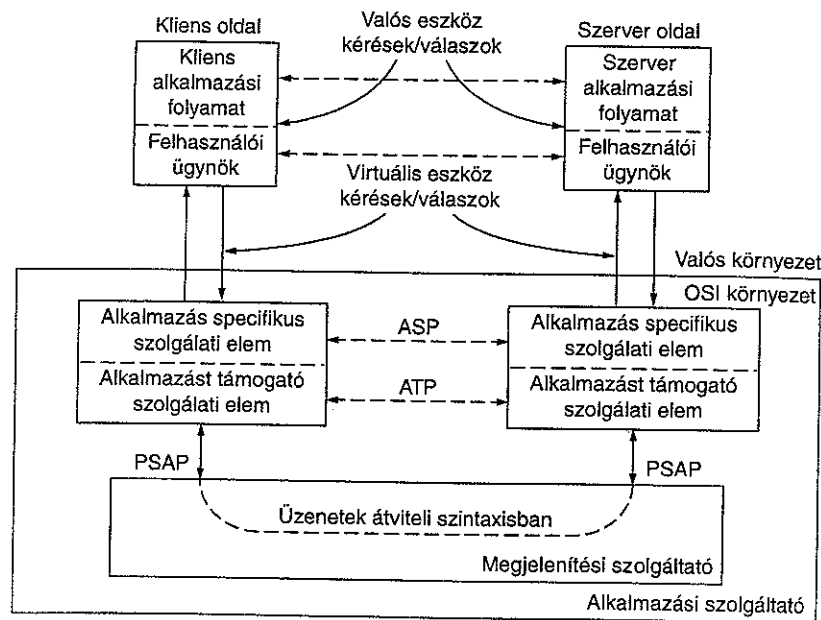 Kliens oldal
Valós eszköz
kérések/válaszok
Szerver oldal
Kliens
alkalmazási
folyamat
Felhasználói
ügynök
Szerver
alkalmazási
folyamat
Felhasználói
ügynök
Virtuális eszköz
kérések/válaszok
Valós környezet
OSI környezet
Alkalmazás specifikus
szolgálati elem
Alkalmazást támogató
szolgálati elem
ASP
ATP
Alkalmazás specifikus
szolgálati elem
Alkalmazást támogató
szolgálati elem
PSAP
PSAP
Üzenetek átviteli szintaxisban
Megjelenítési szolgáltató
Alkalmazási szolgáltató